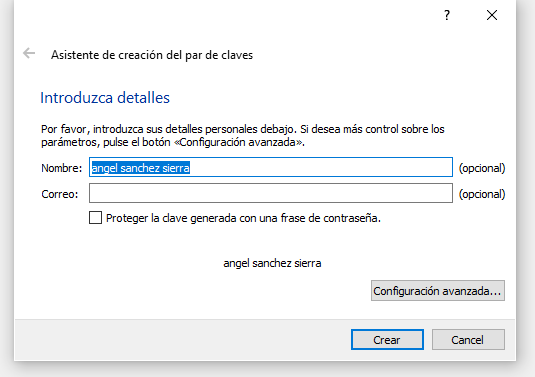 ?
Asistente de creación del par de claves
Introduzca detalles
Por favor, introduzca sus detalles personales debajo. Si desea más control sobre los
parámetros, pulse el botón «Configuración avanzada».
Nombre: angel sanchez sierra (opcional)
Correo: (opcional)
Proteger la clave generada con una frase de contraseña.
angel sanchez sierra
Configuración avanzada...
Crear Cancel